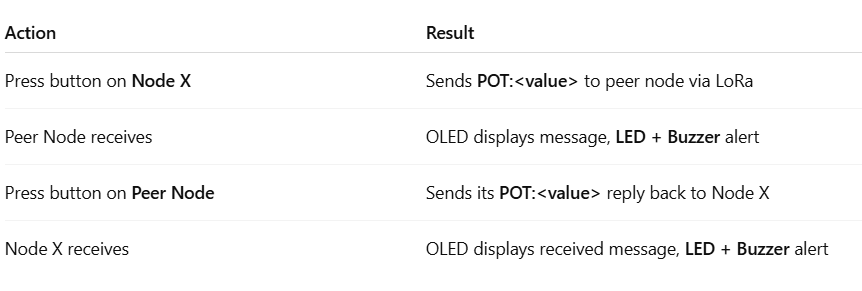 Action Result
Press button on Node X Sends POT:<value> to peer node via LoRa
Peer Node receives OLED displays message, LED + Buzzer alert
Press button on Peer Node Sends its POT:<value> reply back to Node X
Node X receives OLED displays received message, LED + Buzzer alert